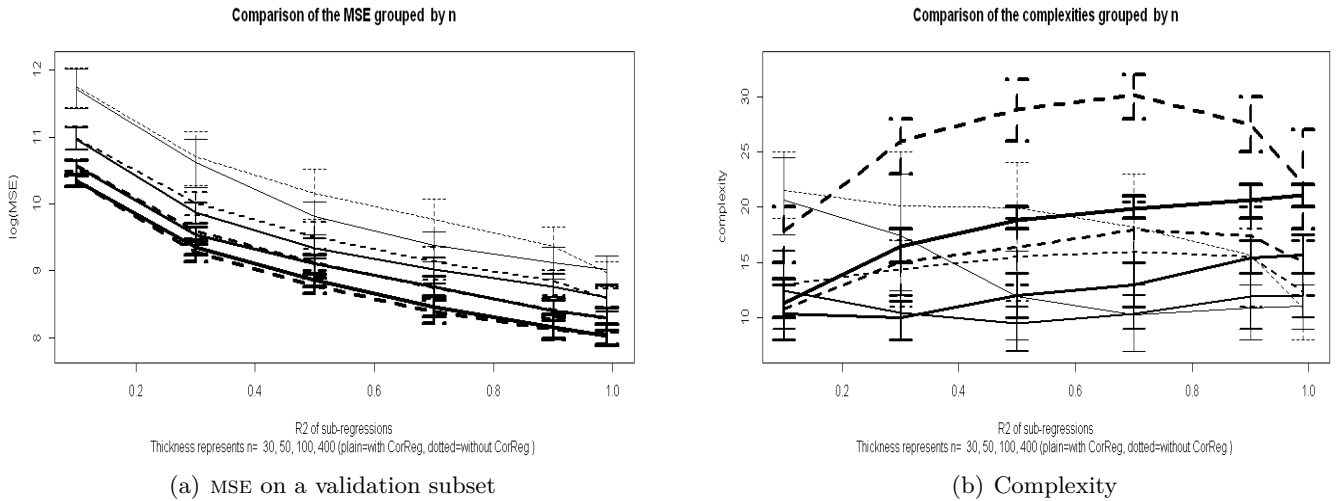 Comparison of the MSE grouped by n
12
11
10
9
8
log(MSE)
0.2 0.4 0.6 0.8 1.0
R2 of sub-regressions
Thickness represents n= 30, 50, 100, 400 (plain=with CorReg, dotted=without CorReg )
(a) MSE on a validation subset
Comparison of the complexities grouped by n
30
25
20
15
10
complexity
0.2 0.4 0.6 0.8 1.0
R2 of sub-regressions
Thickness represents n= 30, 50, 100, 400 (plain=with CorReg, dotted=without CorReg )
(b) Complexity